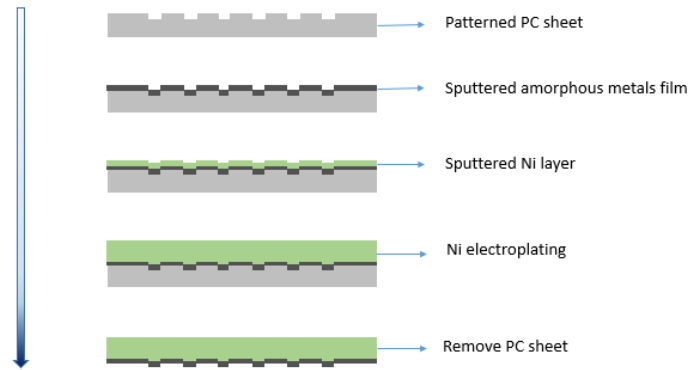 Patterned PC sheet
Sputtered amorphous metals film
Sputtered Ni layer
Ni electroplating
Remove PC sheet